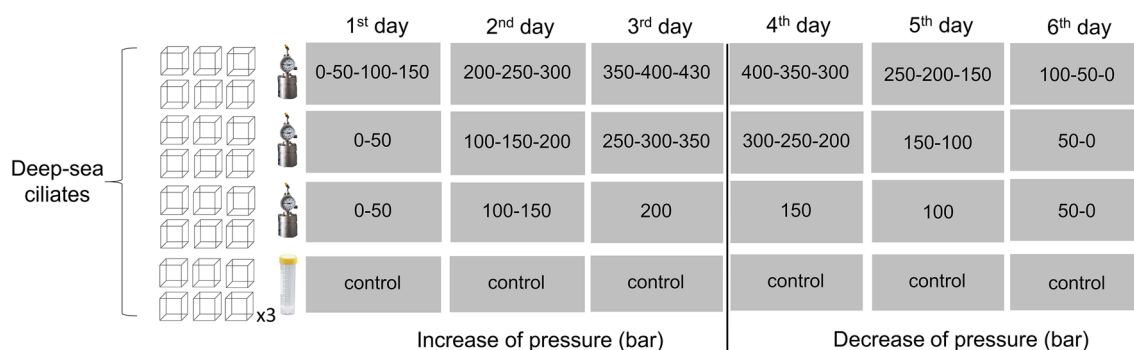 1st day 2nd day 3rd day 4th day 5th day 6th day
0-50-100-150 200-250-300 350-400-430 400-350-300 250-200-150 100-50-0
0-50 100-150-200 250-300-350 300-250-200 150-100 50-0
Deep-sea
ciliates
0-50 100-150 200 150 100 50-0
control control control control control control
x3
Increase of pressure (bar) Decrease of pressure (bar)